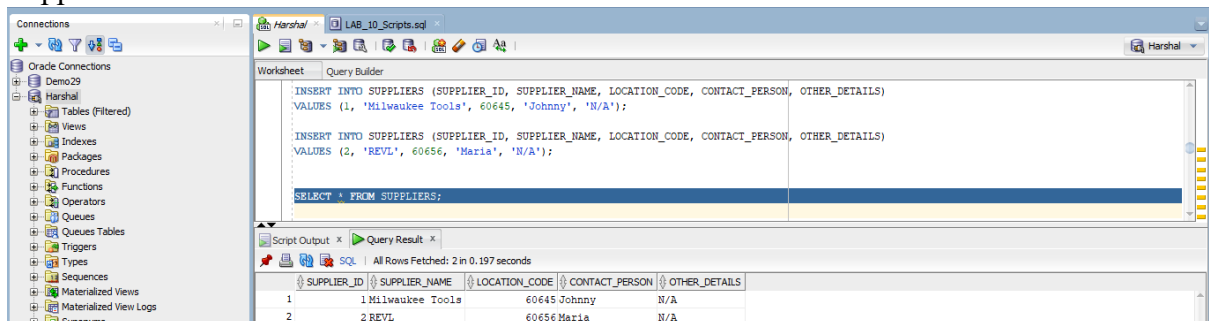 Connections
Harshal
LAB_10_Scripts.sql
Harshal
Oracle Connections
Demo29
Harshal
Tables (Filtered)
Views
Indexes
Packages
Procedures
Functions
Operators
Queues
Queues Tables
Triggers
Types
Sequences
Materialized Views
Materialized View Logs
Worksheet Query Builder
INSERT INTO SUPPLIERS (SUPPLIER_ID, SUPPLIER_NAME, LOCATION_CODE, CONTACT_PERSON, OTHER_DETAILS)
VALUES (1, 'Milwaukee Tools', 60645, 'Johnny', 'N/A');
INSERT INTO SUPPLIERS (SUPPLIER_ID, SUPPLIER_NAME, LOCATION_CODE, CONTACT_PERSON, OTHER_DETAILS)
VALUES (2, 'REVL', 60656, 'Maria', 'N/A');
SELECT * FROM SUPPLIERS;
Script Output x Query Result x
SQL | All Rows Fetched: 2 in 0.197 seconds
SUPPLIER_ID SUPPLIER_NAME LOCATION_CODE CONTACT_PERSON OTHER_DETAILS
1 1 Milwaukee Tools 60645 Johnny N/A
2 2 REVL 60656 Maria N/A